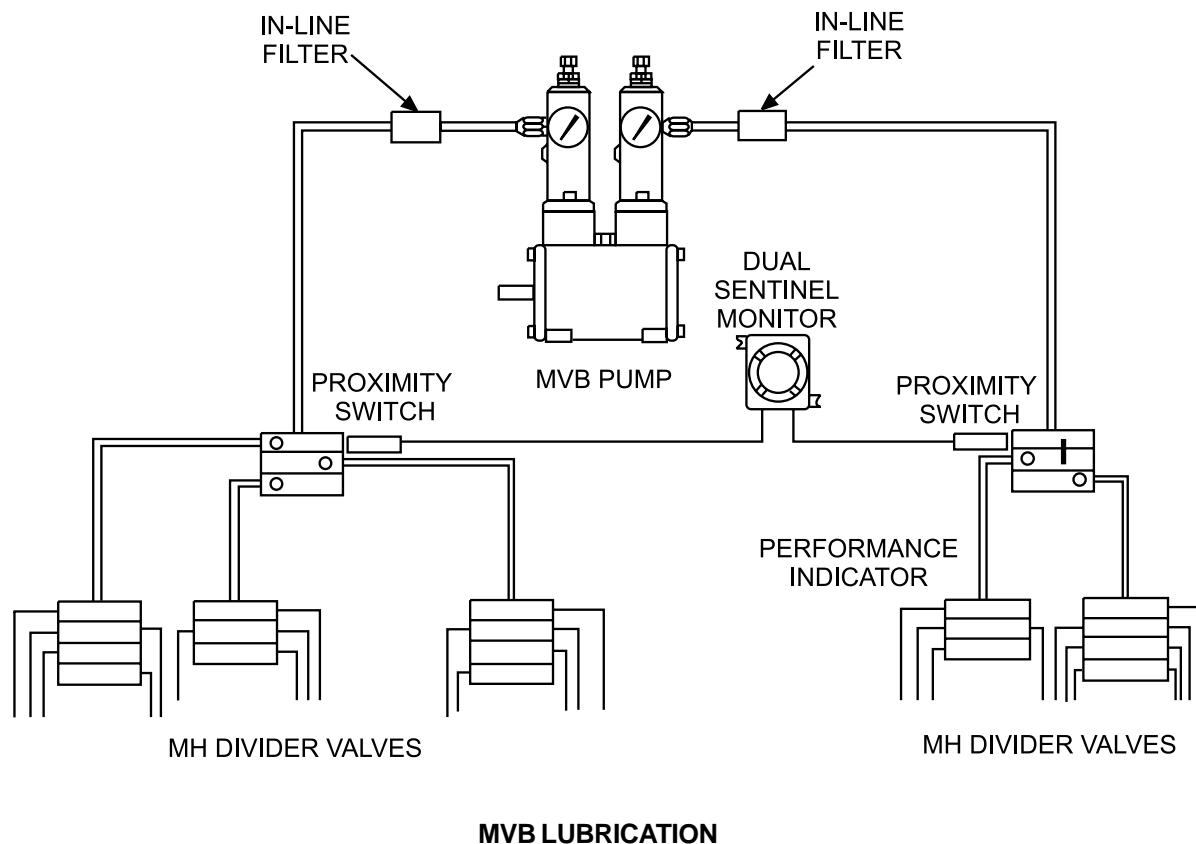 IN-LINE
FILTER
IN-LINE
FILTER
DUAL
SENTINEL
MONITOR
MVB PUMP
PROXIMITY
SWITCH
PROXIMITY
SWITCH
PERFORMANCE
INDICATOR
MH DIVIDER VALVES
MH DIVIDER VALVES
MVB LUBRICATION